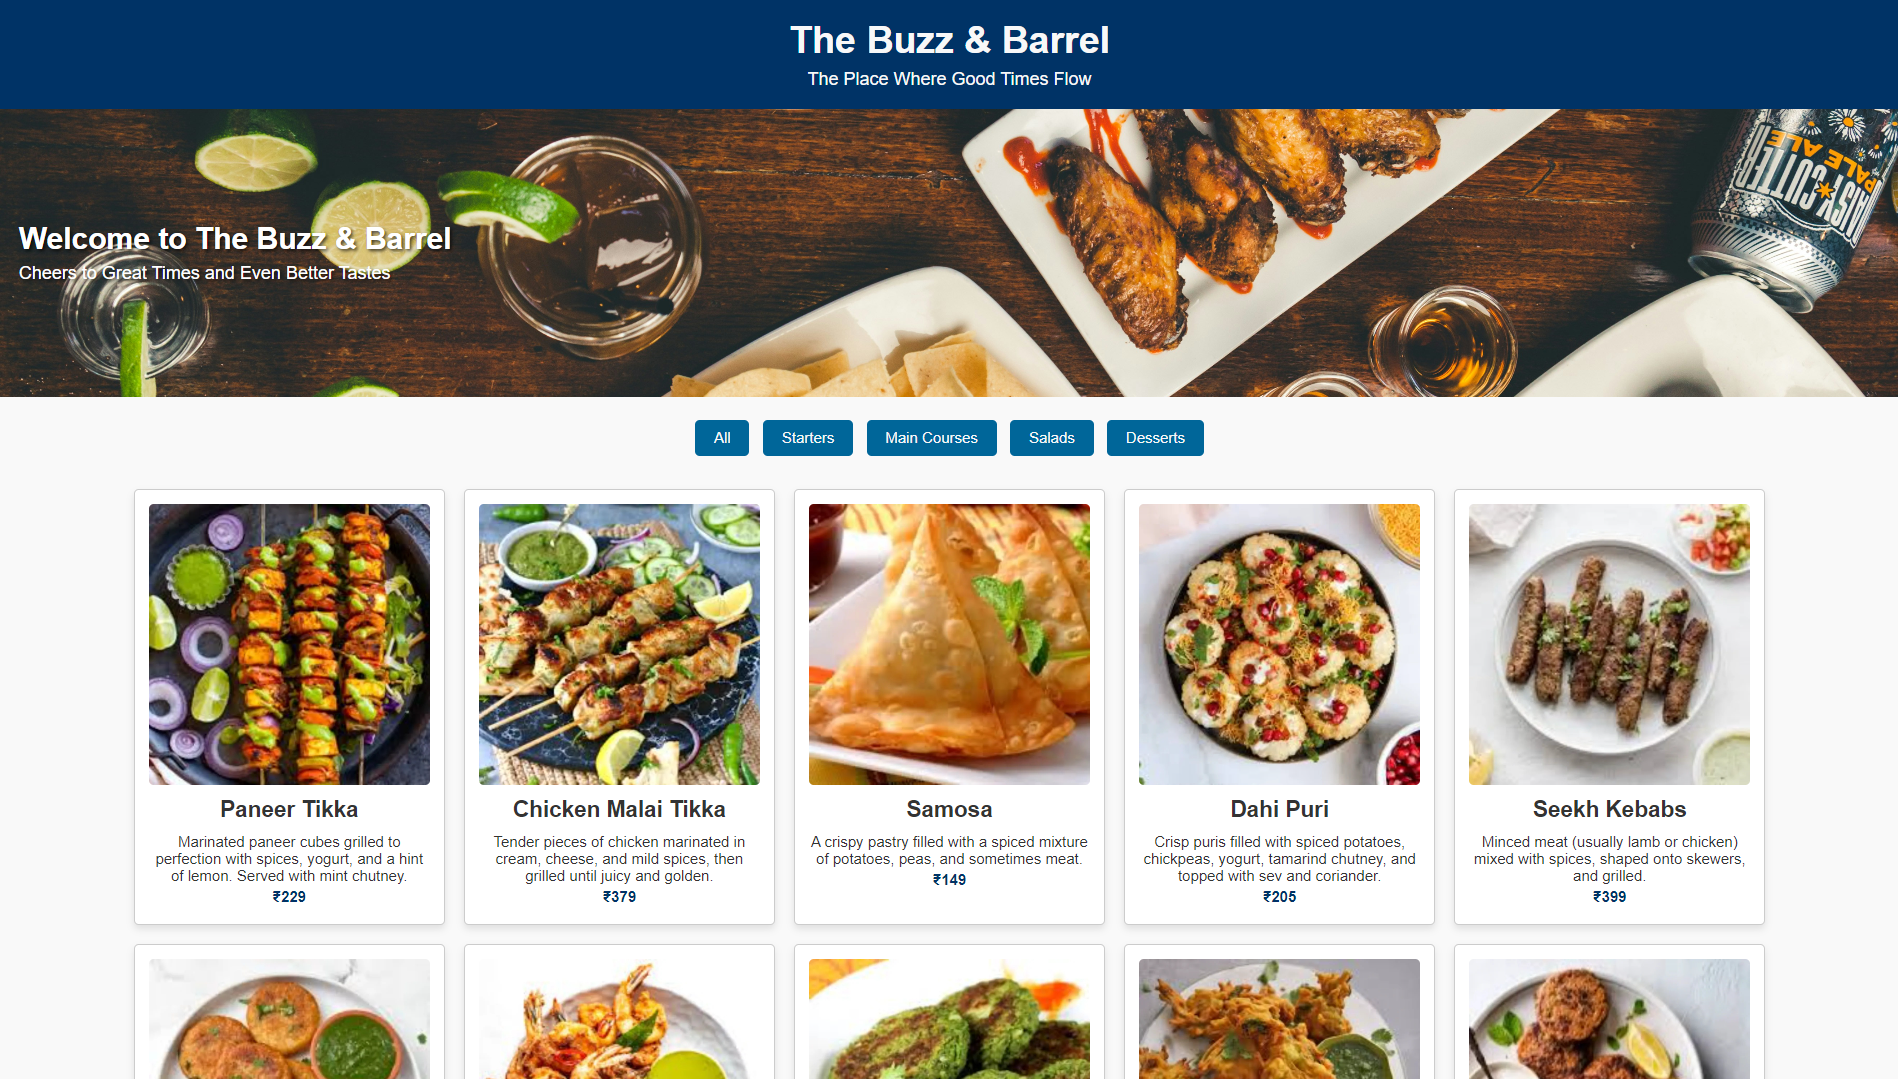 The Buzz & Barrel
The Place Where Good Times Flow
PALE ALE
Welcome to The Buzz & Barrel
Cheers to Great Times and Even Better Tastes
All
Starters
Main Courses
Salads
Desserts
Paneer Tikka
Marinated paneer cubes grilled to
perfection with spices, yogurt, and a hint
of lemon. Served with mint chutney.
₹229
Chicken Malai Tikka
Tender pieces of chicken marinated in
cream, cheese, and mild spices, then
grilled until juicy and golden.
₹379
Samosa
A crispy pastry filled with a spiced mixture
of potatoes, peas, and sometimes meat.
₹149
Dahi Puri
Crisp puris filled with spiced potatoes,
chickpeas, yogurt, tamarind chutney, and
topped with sev and coriander.
₹205
Seekh Kebabs
Minced meat (usually lamb or chicken)
mixed with spices, shaped onto skewers,
and grilled.
₹399